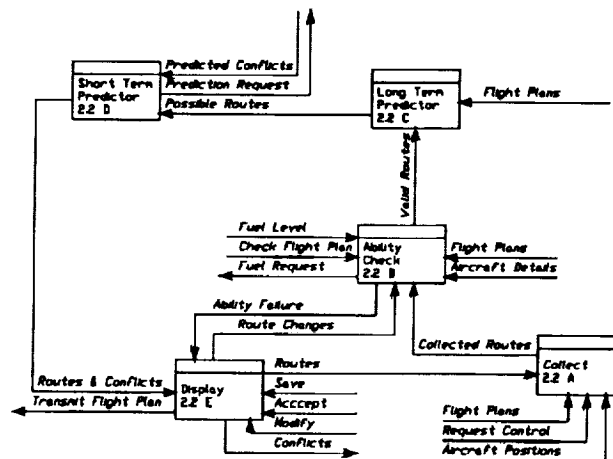 Predicted Conflicts
Prediction Request
Possible Routes
Short Term
Predictor
2.2 D
Long Term
Predictor
2.2 C
Flight Plans
Valid Routes
Fuel Level
Check Flight Plan
Fuel Request
Ability
Check
2.2 B
Flight Plans
Aircraft Details
Ability Failure
Route Changes
Collected Routes
Routes & Conflicts
Transmit Flight Plan
Display
2.2 E
Routes
Save
Acccept
Modify
Conflicts
Collect
2.2 A
Flight Plans
Request Control
Aircraft Positions